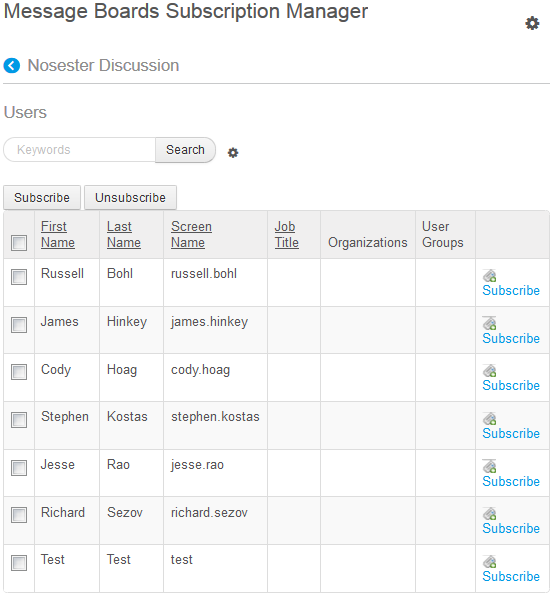 Message Boards Subscription Manager
Nosester Discussion
Users
Keywords Search
Subscribe Unsubscribe
First Name Last Name Screen Name Job Title Organizations User Groups
Russell Bohl russell.bohl Subscribe
James Hinkey james.hinkey Subscribe
Cody Hoag cody.hoag Subscribe
Stephen Kostas stephen.kostas Subscribe
Jesse Rao jesse.rao Subscribe
Richard Sezov richard.sezov Subscribe
Test Test test Subscribe